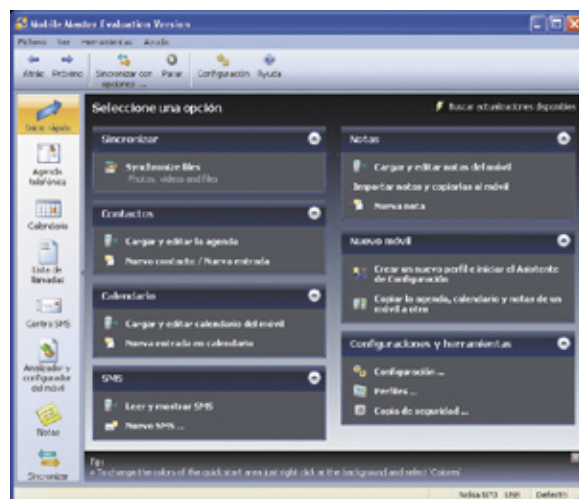 Mobile Master Evaluation Version
Fichero Ver Herramientas Ayuda
Atrás Próximo Sincronizar con opciones ... Parar Configuración Ayuda
Inicio rápido
Agenda telefónica
Calendario
Lista de llamadas
Centro SMS
Analizador y configurador del móvil
Notas
Sincronizar
Seleccione una opción
Buscar actualizaciones disponibles
Sincronizar
Synchronize files
Photos, videos and files
Contactos
Cargar y editar la agenda
Nuevo contacto / Nueva entrada
Calendario
Cargar y editar calendario del móvil
Nueva entrada en calendario
SMS
Leer y mostrar SMS
Nuevo SMS ...
Notas
Cargar y editar notas del móvil
Importar notas y copiarlas al móvil
Nueva nota
Nuevo móvil
Crear un nuevo perfil e iniciar el Asistente de Configuración
Copiar la agenda, calendario y notas de un móvil a otro
Configuraciones y herramientas
Configuración ...
Perfiles ...
Copia de seguridad ...
Tip:
To change the colors of the quick start area just right click at the background and select 'Colores'
Nokia N70 USB Default